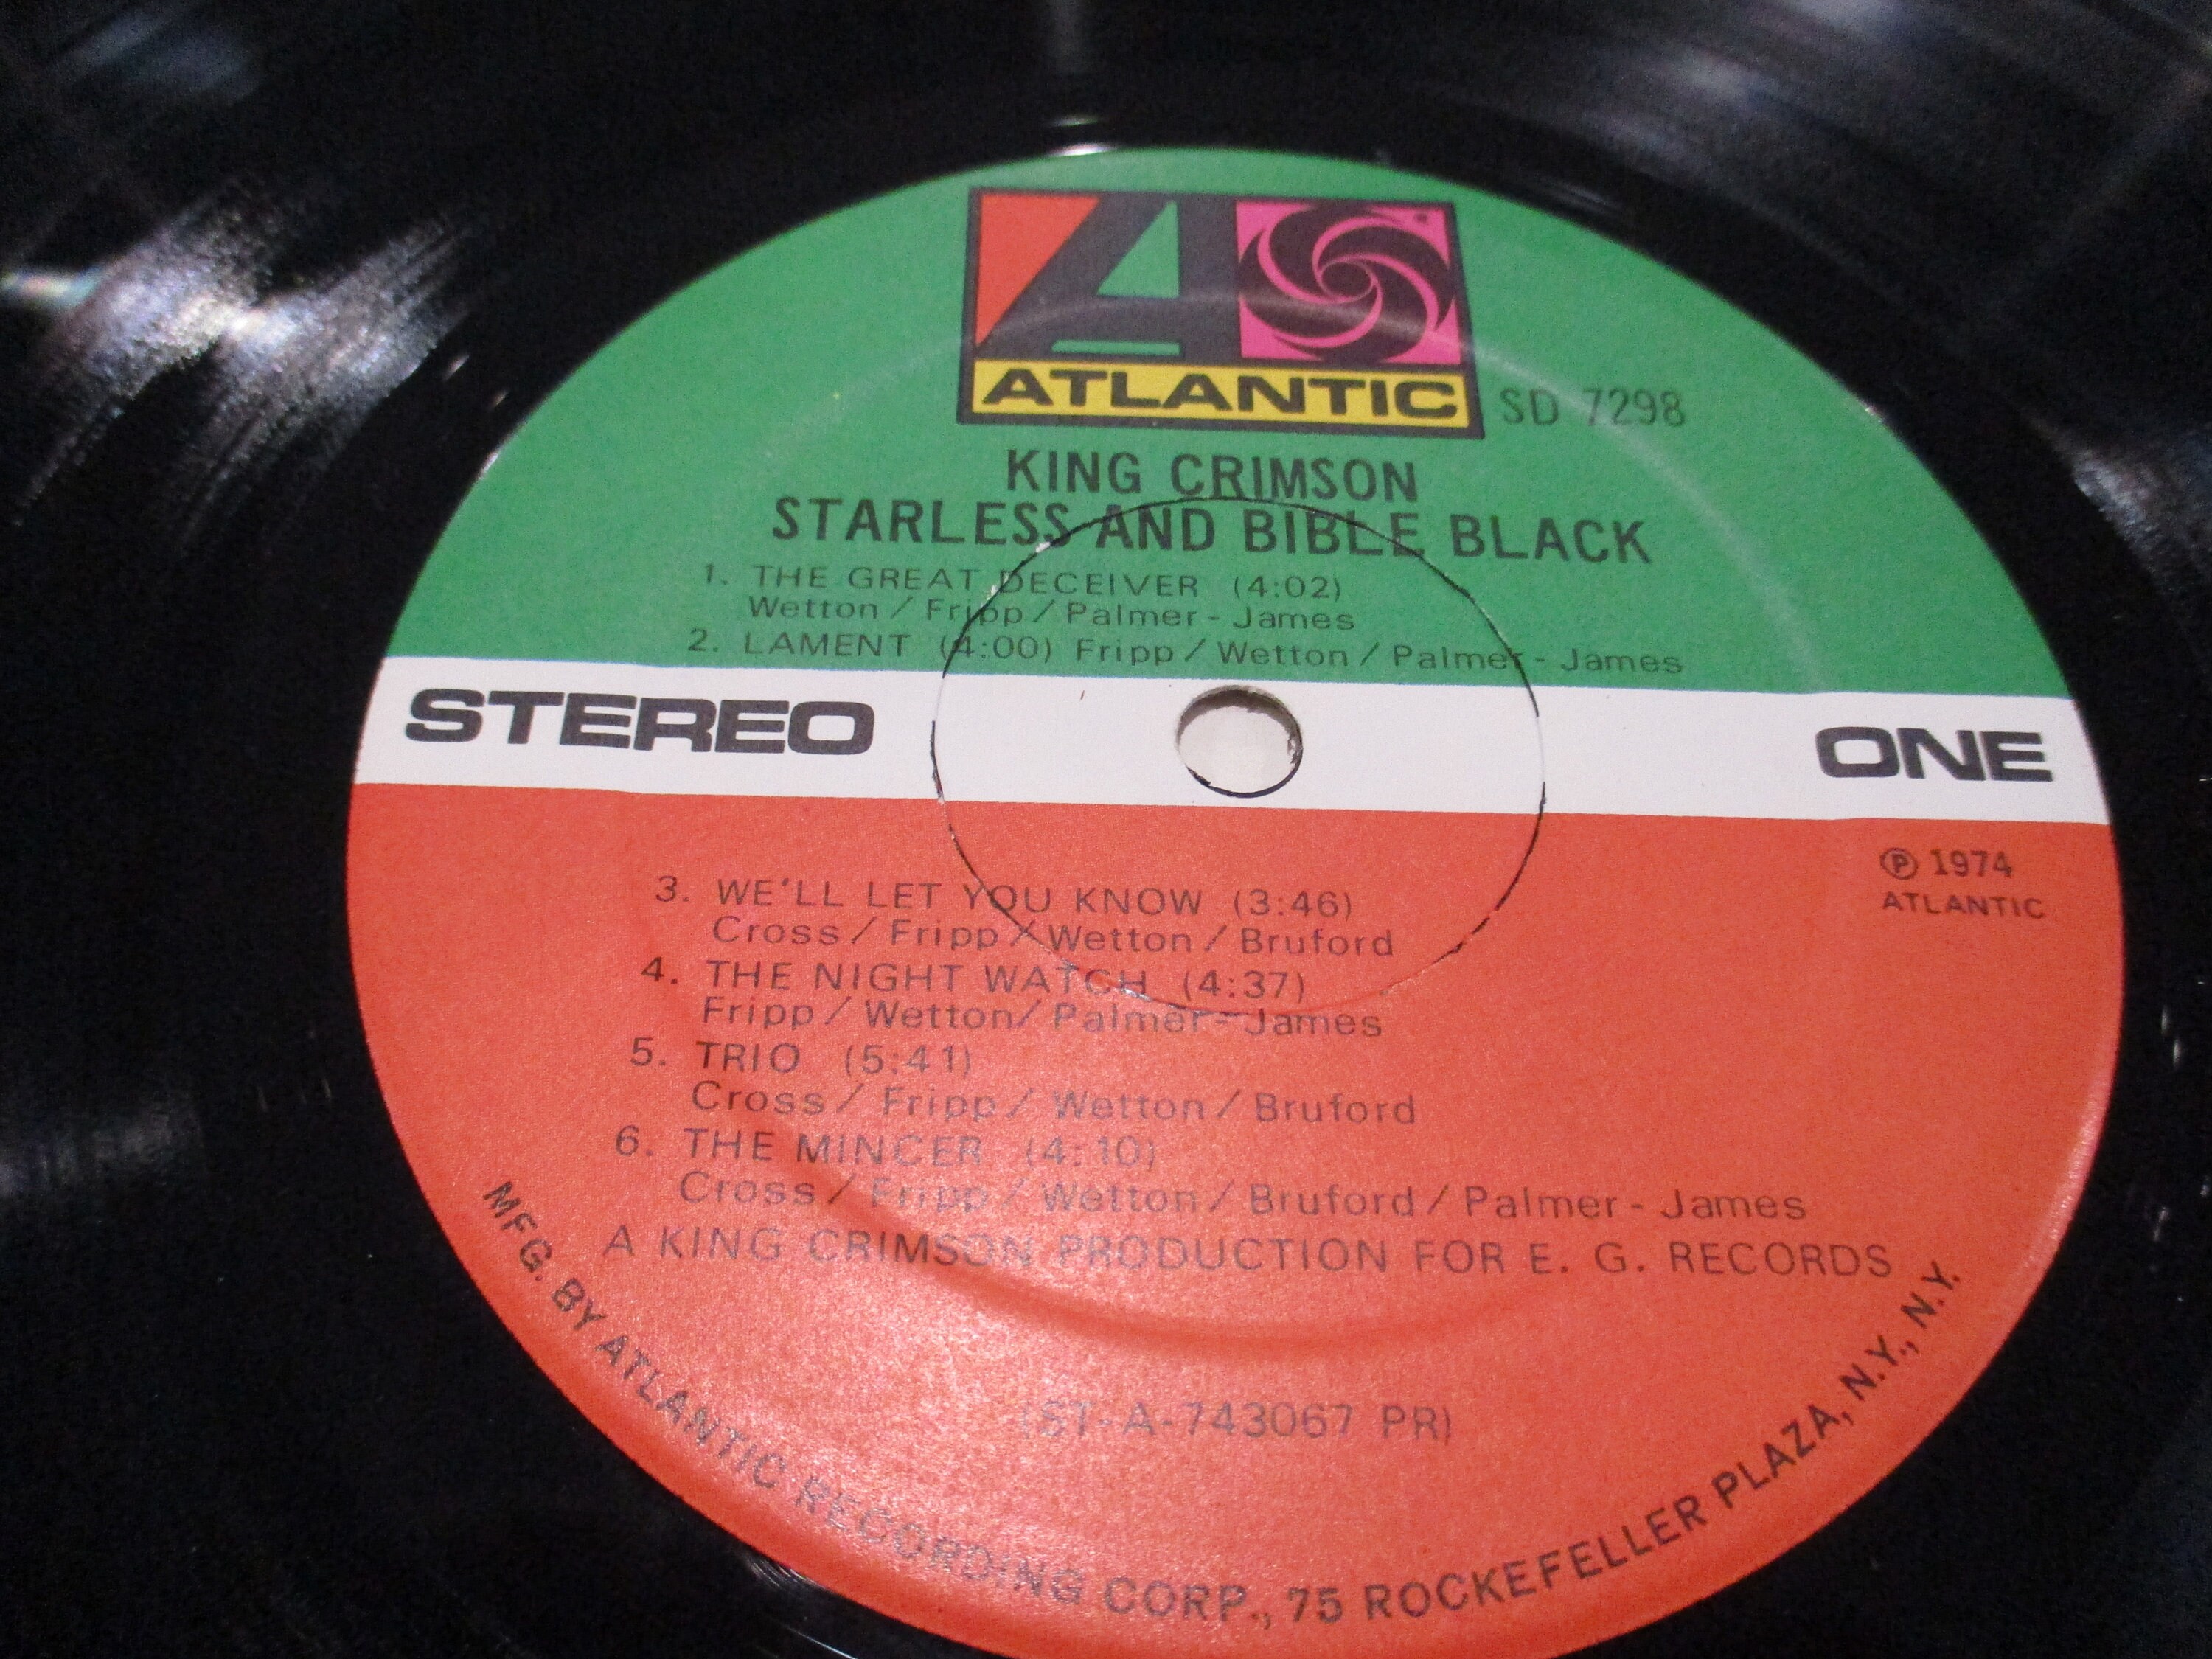 ATLANTIC
SD 7298
KING CRIMSON
STARLESS AND BIBLE BLACK
1. THE GREAT DECEIVER (4:02)
Wetton / Fripp / Palmer - James
2. LAMENT (4:00) Fripp / Wetton / Palmer - James
STEREO
ONE
℗ 1974
ATLANTIC
3. WE'LL LET YOU KNOW (3:46)
Cross / Fripp / Wetton / Bruford
4. THE NIGHT WATCH (4:37)
Fripp / Wetton / Palmer - James
5. TRIO (5:41)
Cross / Fripp / Wetton / Bruford
6. THE MINCER (4:10)
Cross / Fripp / Wetton / Bruford / Palmer - James
A KING CRIMSON PRODUCTION FOR E. G. RECORDS
(ST-A-743067 PR)
MFG. BY ATLANTIC RECORDING CORP., 75 ROCKEFELLER PLAZA, N.Y., N.Y.